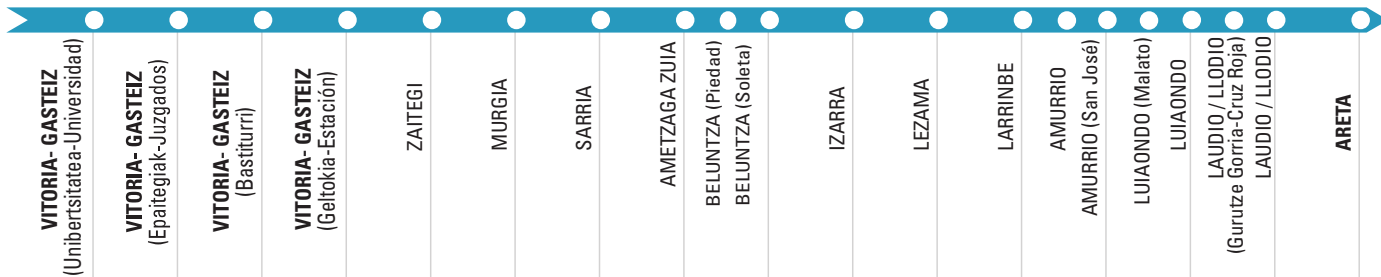 VITORIA- GASTEIZ
(Unibertsitatea-Universidad)
VITORIA- GASTEIZ
(Epaitegiak-Juzgados)
VITORIA- GASTEIZ
(Bastiturri)
VITORIA- GASTEIZ
(Geltokia-Estación)
ZAITEGI
MURGIA
SARRIA
AMETZAGA ZUIA
BELUNTZA (Piedad)
BELUNTZA (Soleta)
IZARRA
LEZAMA
LARRINBE
AMURRIO
AMURRIO (San José)
LUIAONDO (Malato)
LUIAONDO
LAUDIO / LLODIO
(Gurutze Gorria-Cruz Roja)
LAUDIO / LLODIO
ARETA